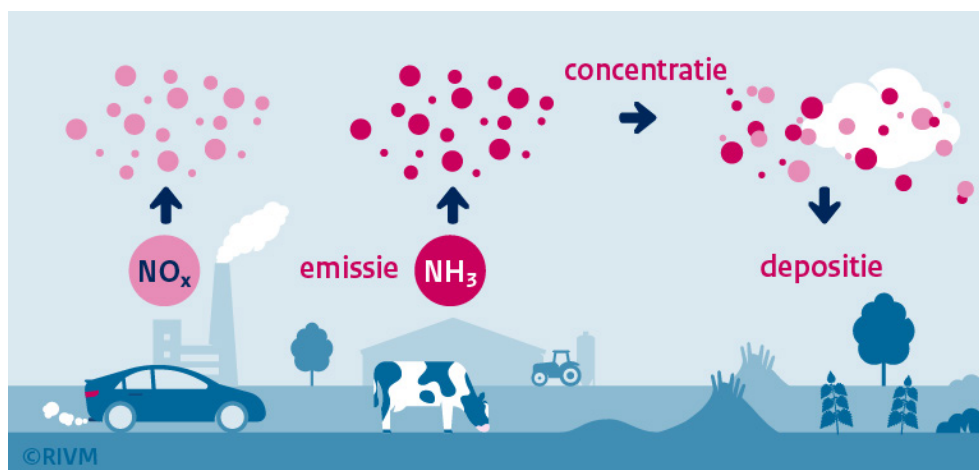 concentratie
NOₓ
emissie
NH₃
depositie
©RIVM